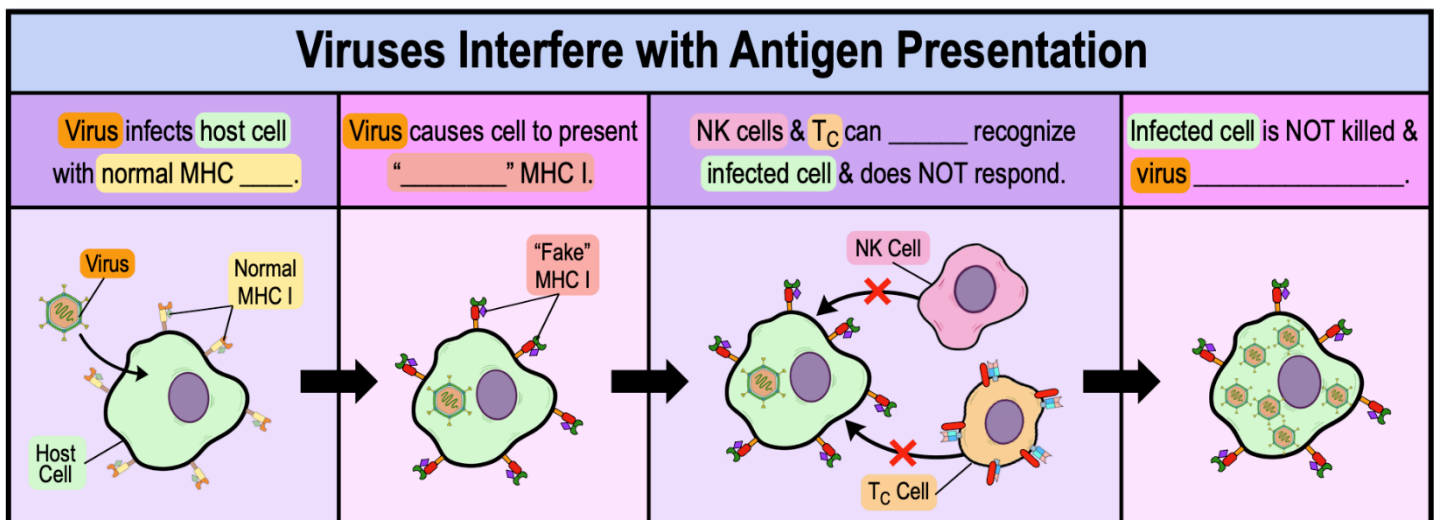 Viruses Interfere with Antigen Presentation
Virus infects host cell
with normal MHC ____.
Virus causes cell to present
“________” MHC I.
NK cells & TC can ______ recognize
infected cell & does NOT respond.
Infected cell is NOT killed &
virus ________________.
Virus
Normal
MHC I
Host
Cell
“Fake”
MHC I
NK Cell
TC Cell